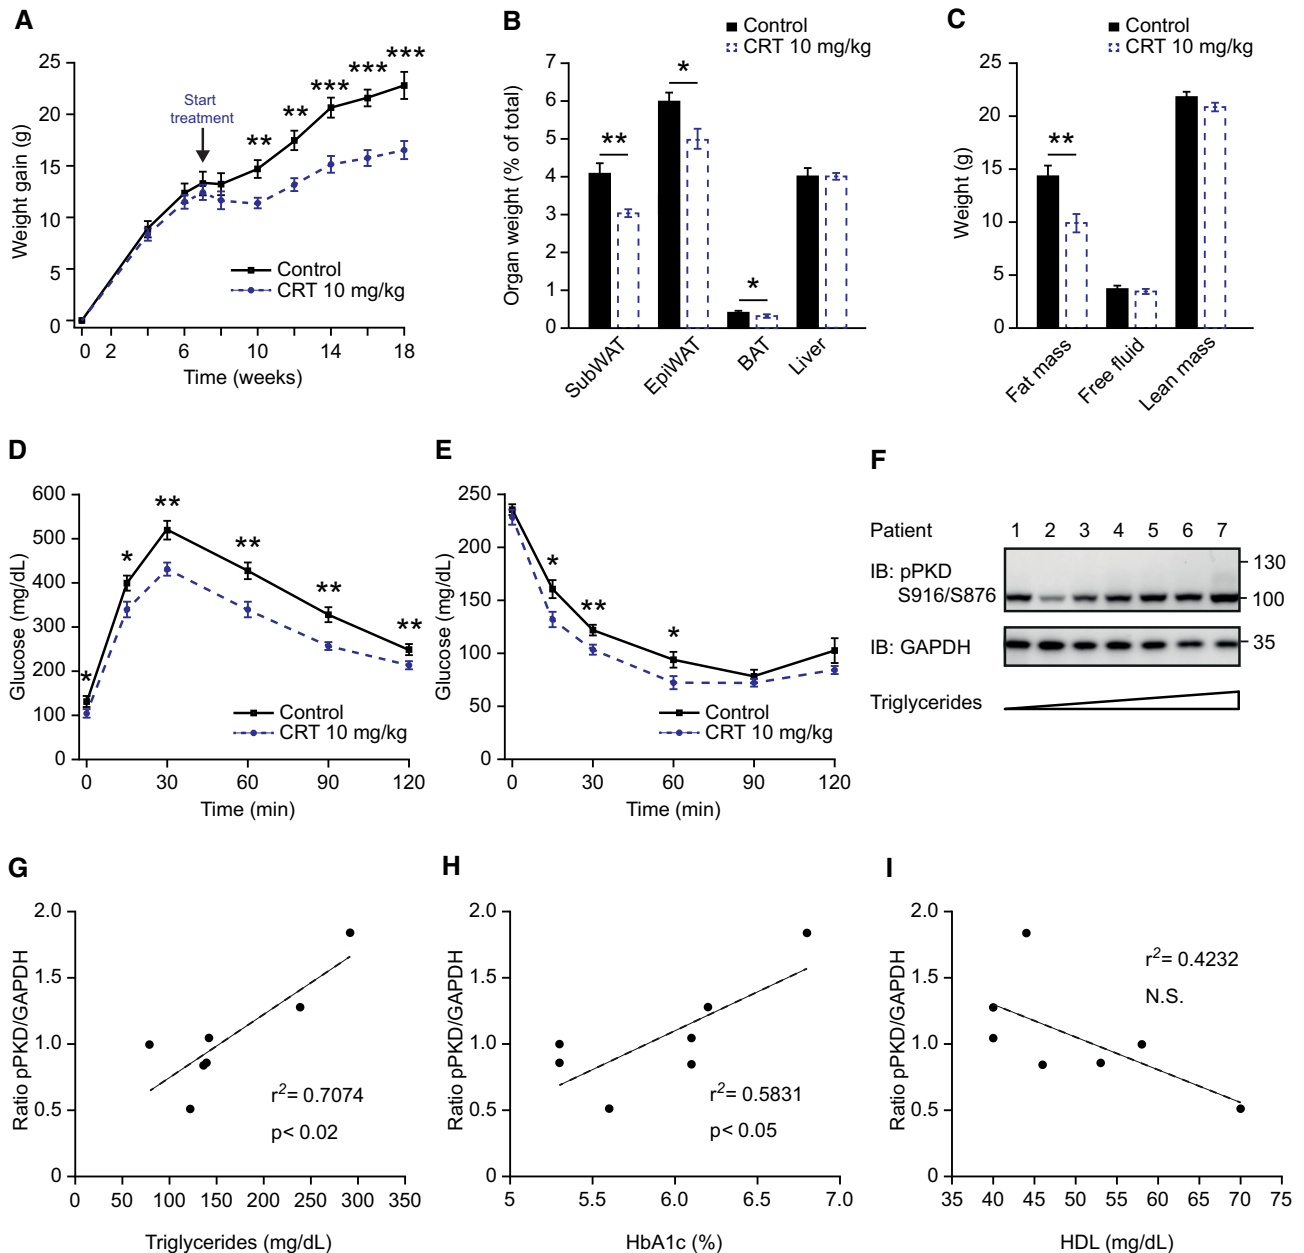 A
Weight gain (g)
25
20
15
10
5
0
Start
treatment
** ** *** *** ***
Control
CRT 10 mg/kg
0 2 6 10 14 18
Time (weeks)
B
Control
CRT 10 mg/kg
Organ weight (% of total)
7
6
5
4
3
2
1
0
** * *
SubWAT EpiWAT BAT Liver
C
Control
CRT 10 mg/kg
Weight (g)
25
20
15
10
5
0
**
Fat mass Free fluid Lean mass
D
Glucose (mg/dL)
600
500
400
300
200
100
0
* * ** ** ** **
Control
CRT 10 mg/kg
0 30 60 90 120
Time (min)
E
Glucose (mg/dL)
250
200
150
100
50
0
* ** *
Control
CRT 10 mg/kg
0 30 60 90 120
Time (min)
F
Patient 1 2 3 4 5 6 7
IB: pPKD
S916/S876
130
100
IB: GAPDH
35
Triglycerides
G
Ratio pPKD/GAPDH
2.0
1.5
1.0
0.5
0
r²= 0.7074
p< 0.02
0 50 100 150 200 250 300 350
Triglycerides (mg/dL)
H
Ratio pPKD/GAPDH
2.0
1.5
1.0
0.5
0
r²= 0.5831
p< 0.05
5 5.5 6.0 6.5 7.0
HbA1c (%)
I
Ratio pPKD/GAPDH
2.0
1.5
1.0
0.5
0
r²= 0.4232
N.S.
35 40 45 50 55 60 65 70 75
HDL (mg/dL)